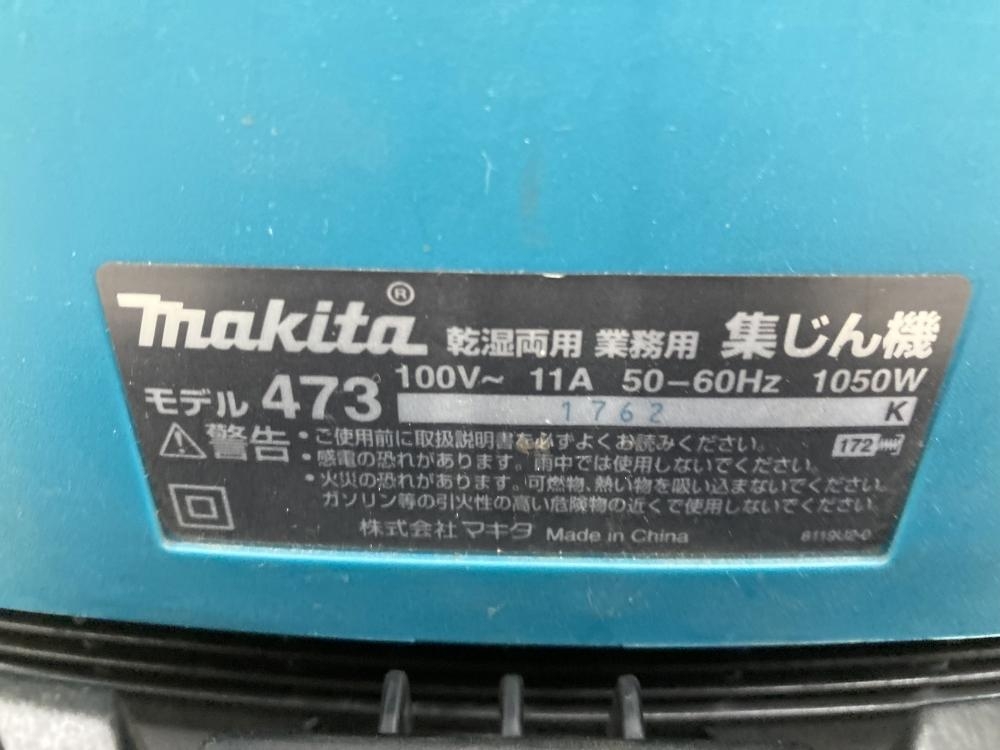 makita® 乾湿両用 業務用 集じん機
モデル 473 100V～ 11A 50-60Hz 1050W
1762 K
警告 ・ご使用前に取扱説明書を必ずよくお読みください。 172
・感電の恐れがあります。雨中では使用しないでください。
・火災の恐れがあります。可燃物、熱い物を吸い込まないでください。
ガソリン等の引火性の高い危険物の近くで使用しないでください。
株式会社マキタ Made in China